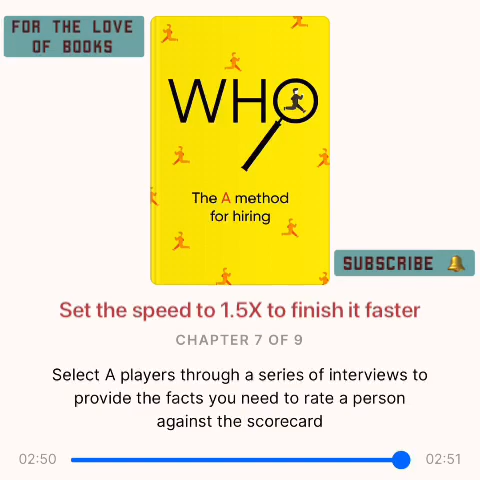 FOR THE LOVE
OF BOOKS
WHO
The A method
for hiring
SUBSCRIBE
Set the speed to 1.5X to finish it faster
CHAPTER 7 OF 9
Select A players through a series of interviews to
provide the facts you need to rate a person
against the scorecard
02:50
02:51